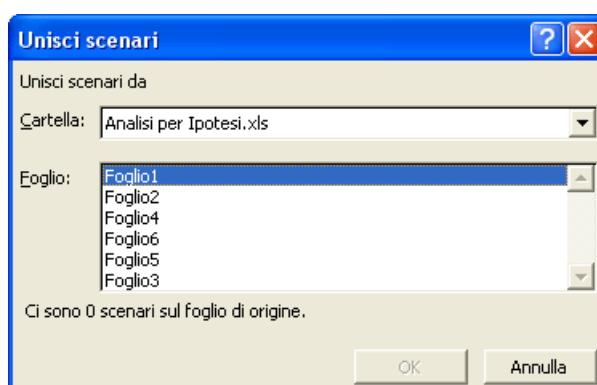 Unisci scenari
Unisci scenari da
Cartella: Analisi per Ipotesi.xls
Foglio: Foglio1
Foglio2
Foglio4
Foglio6
Foglio5
Foglio3
Ci sono 0 scenari sul foglio di origine.
OK Annulla